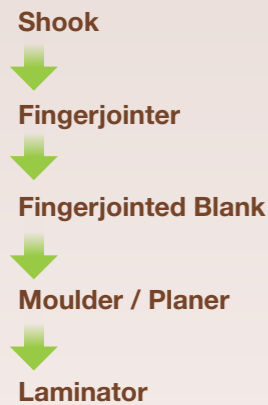 Shook
Fingerjointer
Fingerjointed Blank
Moulder / Planer
Laminator